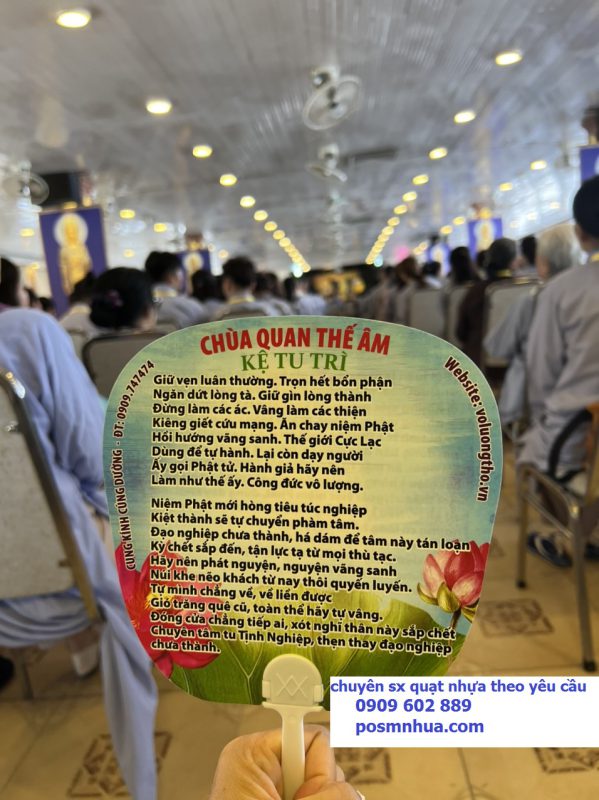 CHÙA QUAN THẾ ÂM
KỆ TU TRÌ
CUNG KÍNH CÚNG DƯỜNG - ĐT: 0909.747474
Website: voluongtho.vn
Giữ vẹn luân thường. Trọn hết bổn phận
Ngăn dứt lòng tà. Giữ gìn lòng thành
Đừng làm các ác. Vâng làm các thiện
Kiêng giết cứu mạng. Ăn chay niệm Phật
Hồi hướng vãng sanh. Thế giới Cực Lạc
Dùng để tự hành. Lại còn dạy người
Ấy gọi Phật tử. Hành giả hãy nên
Làm như thế ấy. Công đức vô lượng.
Niệm Phật mới hòng tiêu túc nghiệp
Kiệt thành sẽ tự chuyển phàm tâm.
Đạo nghiệp chưa thành, há dám để tâm này tán loạn
Kỳ chết sắp đến, tận lực tạ từ mọi thù tạc.
Hãy nên phát nguyện, nguyện vãng sanh
Núi khe nẻo khách từ nay thôi quyến luyến.
Tự mình chẳng về, về liền được
Gió trăng quê cũ, toàn thể hãy tự vâng.
Đóng cửa chẳng tiếp ai, xót nghĩ thân này sắp chết
Chuyên tâm tu Tịnh Nghiệp, thẹn thay đạo nghiệp
chưa thành.
chuyên sx quạt nhựa theo yêu cầu
0909 602 889
posmnhua.com